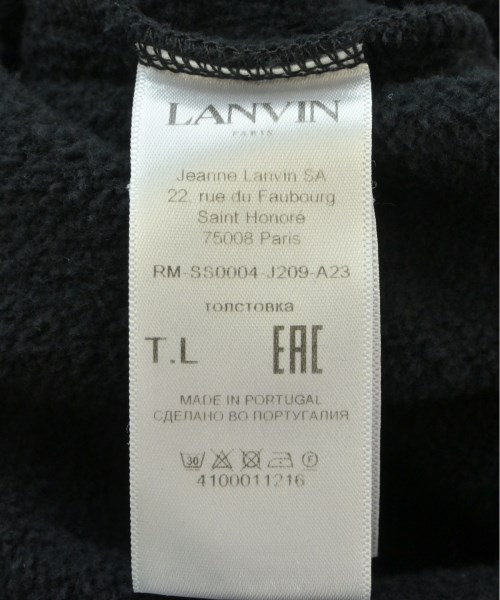 LANVIN
PARIS
Jeanne Lanvin SA
22, rue du Faubourg
Saint Honoré
75008 Paris
RM-SS0004-J209-A23
толстовка
T.L EAC
MADE IN PORTUGAL
СДЕЛАНО ВО ПОРТУГАЛИЯ
30 F
4100011216